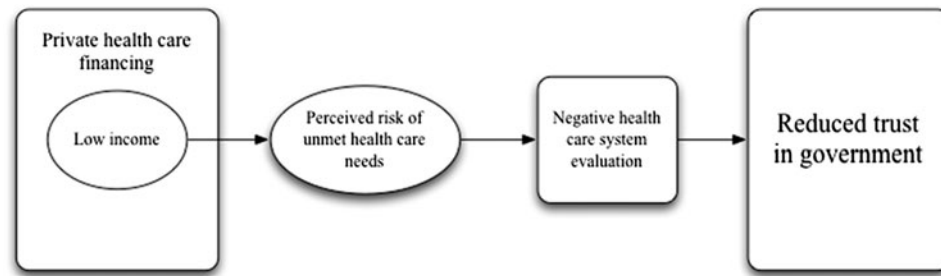 Private health care
financing
Low income
Perceived risk of
unmet health care
needs
Negative health
care system
evaluation
Reduced trust
in government